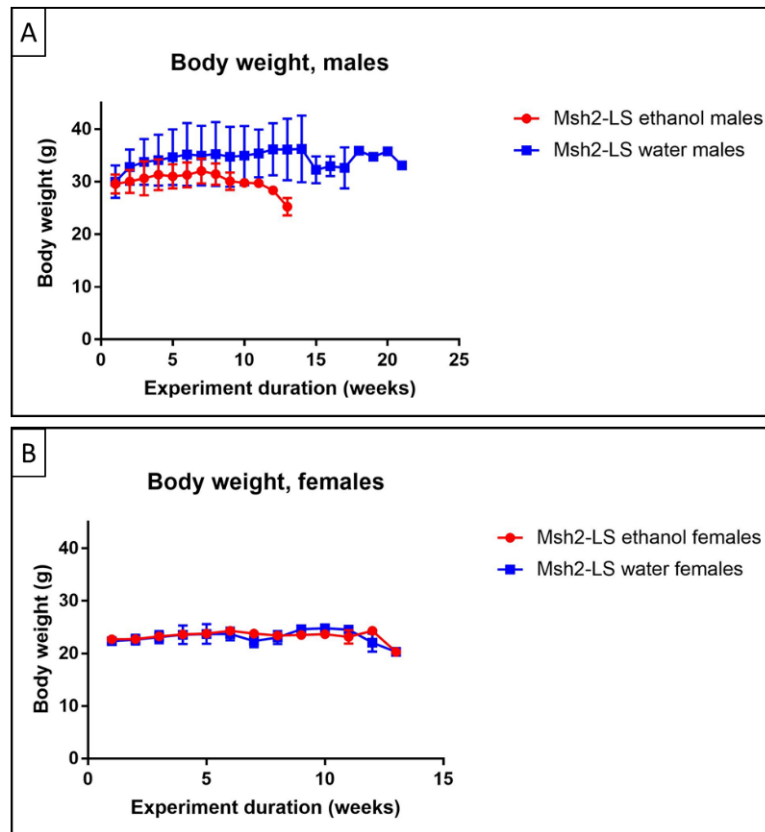 A
Body weight, males
Msh2-LS ethanol males
Msh2-LS water males
Body weight (g)
40
30
20
10
0
0 5 10 15 20 25
Experiment duration (weeks)
B
Body weight, females
Msh2-LS ethanol females
Msh2-LS water females
Body weight (g)
40
30
20
10
0
0 5 10 15
Experiment duration (weeks)